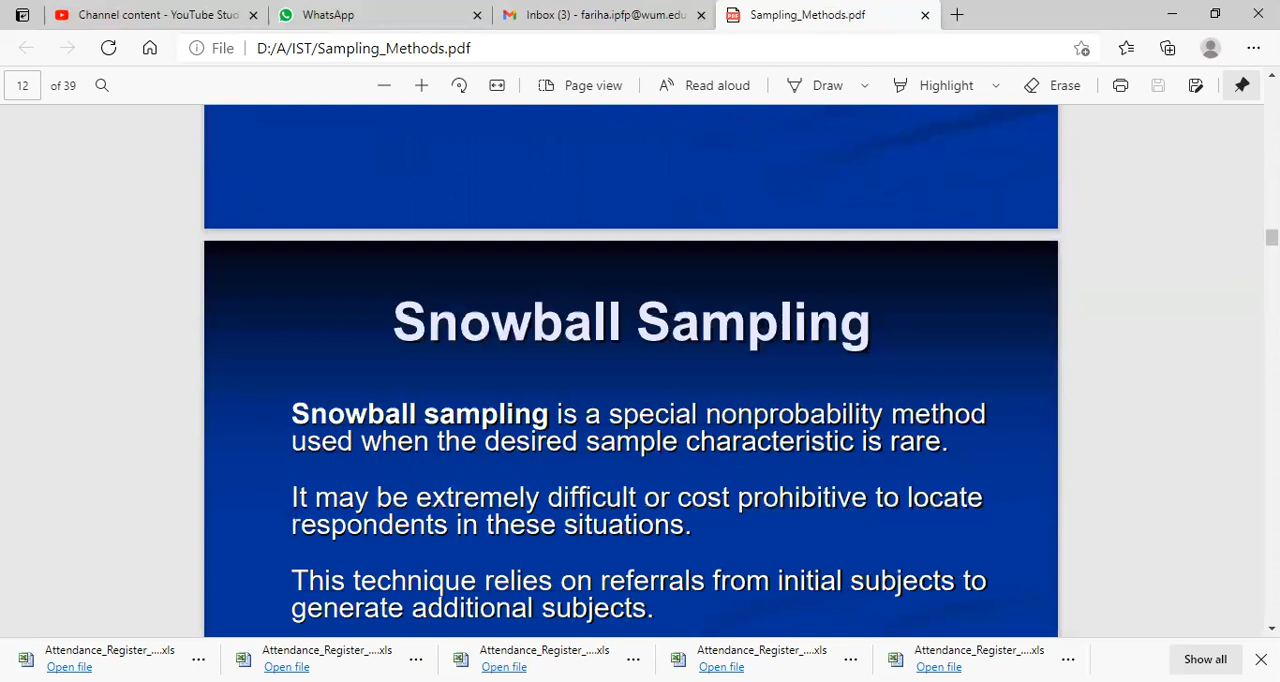 Channel content - YouTube Stud
WhatsApp
Inbox (3) - fariha.ipfp@wum.edu
PDF
Sampling_Methods.pdf
File
D:/A/IST/Sampling_Methods.pdf
12
of 39
Page view
Read aloud
Draw
Highlight
Erase
Snowball Sampling
Snowball sampling is a special nonprobability method
used when the desired sample characteristic is rare.
It may be extremely difficult or cost prohibitive to locate
respondents in these situations.
This technique relies on referrals from initial subjects to
generate additional subjects.
Attendance_Register_....xls
Open file
Attendance_Register_....xls
Open file
Attendance_Register_....xls
Open file
Attendance_Register_....xls
Open file
Attendance_Register_....xls
Open file
Show all